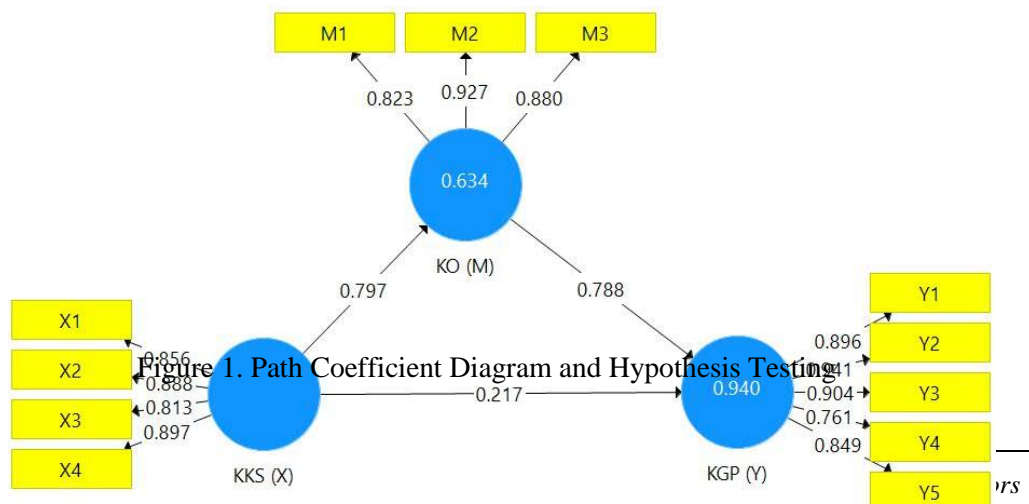 M1
M2
M3
0.823
0.927
0.880
0.634
KO (M)
0.797
0.788
X1
X2
X3
X4
0.856
0.888
0.813
0.897
KKS (X)
0.217
Figure 1. Path Coefficient Diagram and Hypothesis Testing
0.940
KGP (Y)
0.896
0.941
0.904
0.761
0.849
Y1
Y2
Y3
Y4
Y5